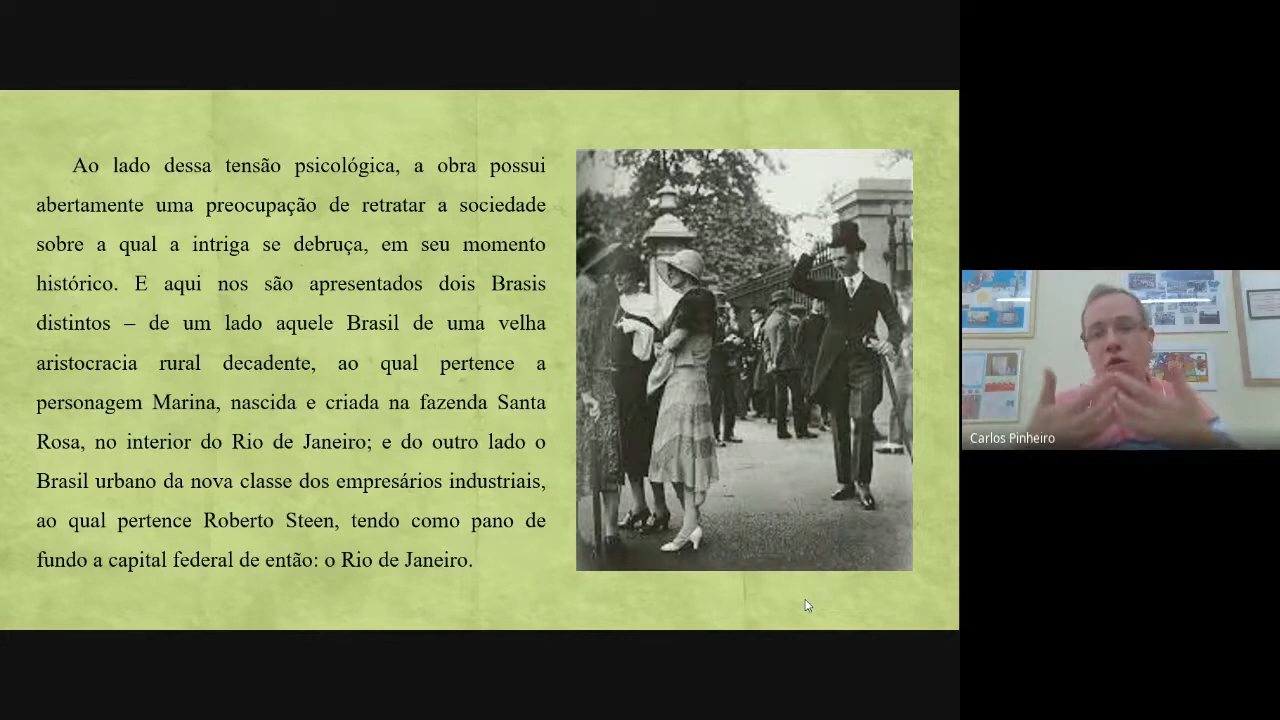 Ao lado dessa tensão psicológica, a obra possui
abertamente uma preocupação de retratar a sociedade
sobre a qual a intriga se debruça, em seu momento
histórico. E aqui nos são apresentados dois Brasis
distintos – de um lado aquele Brasil de uma velha
aristocracia rural decadente, ao qual pertence a
personagem Marina, nascida e criada na fazenda Santa
Rosa, no interior do Rio de Janeiro; e do outro lado o
Brasil urbano da nova classe dos empresários industriais,
ao qual pertence Roberto Steen, tendo como pano de
fundo a capital federal de então: o Rio de Janeiro.
Carlos Pinheiro